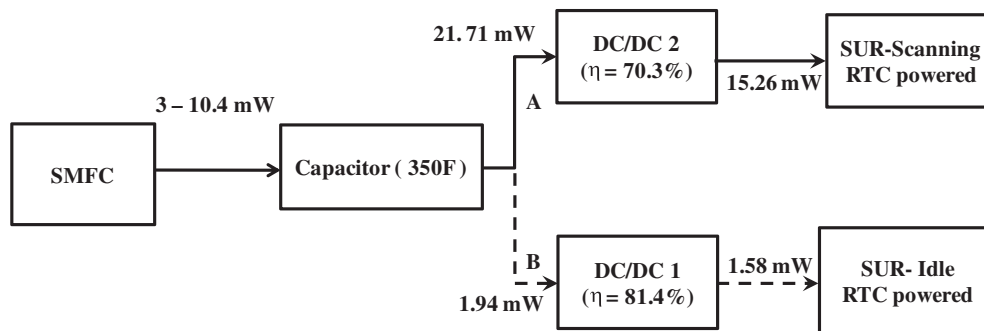 21. 71 mW
DC/DC 2
(η = 70.3%)
SUR-Scanning
RTC powered
15.26 mW
3 – 10.4 mW
A
SMFC
Capacitor ( 350F)
B
1.94 mW
DC/DC 1
(η = 81.4%)
1.58 mW
SUR- Idle
RTC powered